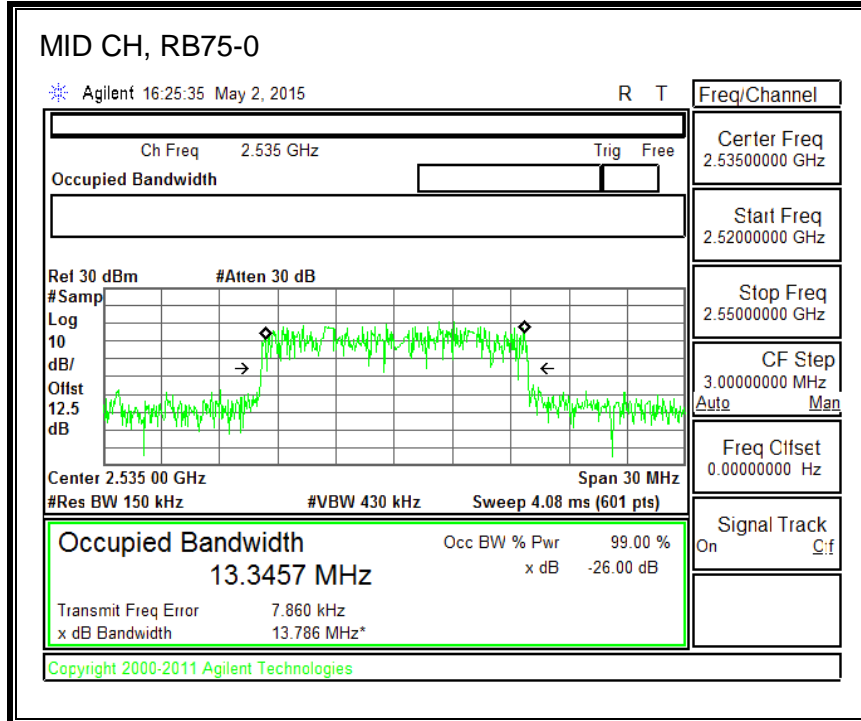 MID CH, RB75-0
Agilent 16:25:35 May 2, 2015 R T
Freq/Channel
Ch Freq 2.535 GHz Trig Free
Occupied Bandwidth
Center Freq
2.53500000 GHz
Start Freq
2.52000000 GHz
Stop Freq
2.55000000 GHz
CF Step
3.00000000 MHz
Auto Man
Freq Offset
0.00000000 Hz
Signal Track
On Off
Ref 30 dBm #Atten 30 dB
#Samp
Log
10
dB/
Offst
12.5
dB
Center 2.535 00 GHz Span 30 MHz
#Res BW 150 kHz #VBW 430 kHz Sweep 4.08 ms (601 pts)
Occupied Bandwidth Occ BW % Pwr 99.00 %
13.3457 MHz x dB -26.00 dB
Transmit Freq Error 7.860 kHz
x dB Bandwidth 13.786 MHz*
Copyright 2000-2011 Agilent Technologies